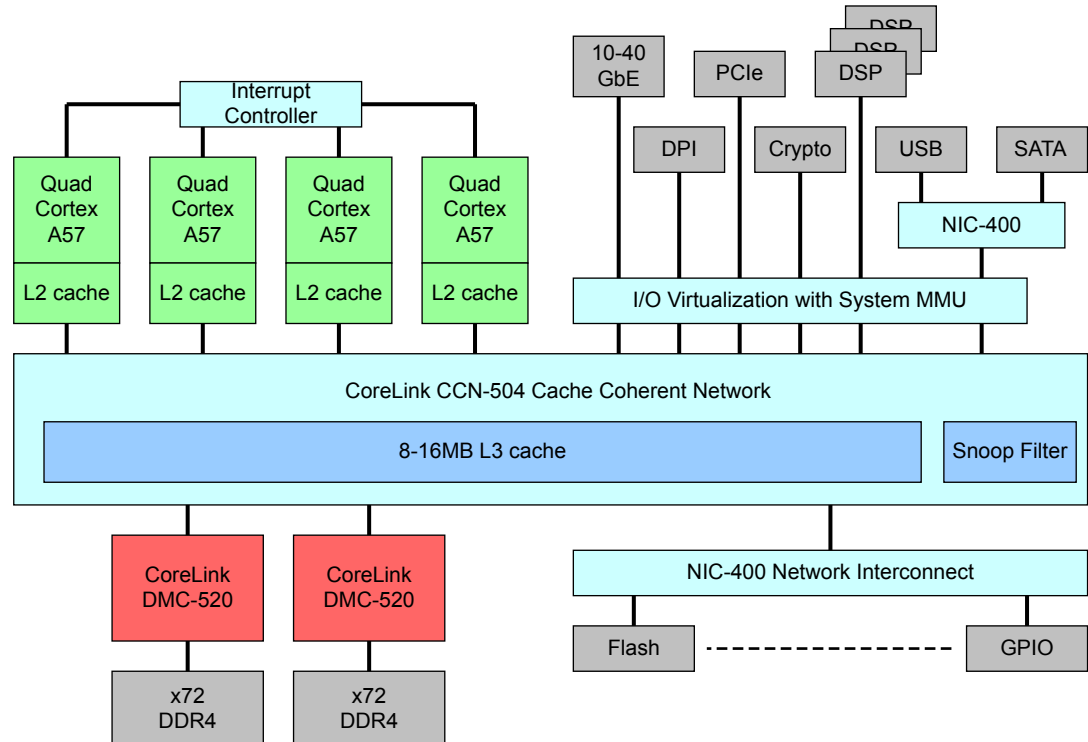 Interrupt
Controller
Quad
Cortex
A57
L2 cache
Quad
Cortex
A57
L2 cache
Quad
Cortex
A57
L2 cache
Quad
Cortex
A57
L2 cache
10-40
GbE
PCIe
DSP
DSP
DSP
DPI
Crypto
USB
SATA
NIC-400
I/O Virtualization with System MMU
CoreLink CCN-504 Cache Coherent Network
8-16MB L3 cache
Snoop Filter
CoreLink
DMC-520
CoreLink
DMC-520
x72
DDR4
x72
DDR4
NIC-400 Network Interconnect
Flash
GPIO